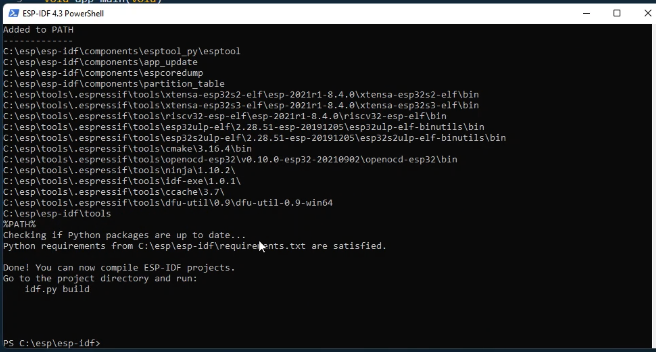 void app_main(void)
ESP-IDF 4.3 PowerShell
Added to PATH
-------------
C:\esp\esp-idf\components\esptool_py\esptool
C:\esp\esp-idf\components\app_update
C:\esp\esp-idf\components\espcoredump
C:\esp\esp-idf\components\partition_table
C:\esp\tools\.espressif\tools\xtensa-esp32s2-elf\esp-2021r1-8.4.0\xtensa-esp32s2-elf\bin
C:\esp\tools\.espressif\tools\xtensa-esp32s3-elf\esp-2021r1-8.4.0\xtensa-esp32s3-elf\bin
C:\esp\tools\.espressif\tools\riscv32-esp-elf\esp-2021r1-8.4.0\riscv32-esp-elf\bin
C:\esp\tools\.espressif\tools\esp32ulp-elf\2.28.51-esp-20191205\esp32ulp-elf-binutils\bin
C:\esp\tools\.espressif\tools\esp32s2ulp-elf\2.28.51-esp-20191205\esp32s2ulp-elf-binutils\bin
C:\esp\tools\.espressif\tools\cmake\3.16.4\bin
C:\esp\tools\.espressif\tools\openocd-esp32\v0.10.0-esp32-20210902\openocd-esp32\bin
C:\esp\tools\.espressif\tools\ninja\1.10.2\
C:\esp\tools\.espressif\tools\idf-exe\1.0.1\
C:\esp\tools\.espressif\tools\ccache\3.7\
C:\esp\tools\.espressif\tools\dfu-util\0.9\dfu-util-0.9-win64
C:\esp\esp-idf\tools
%PATH%
Checking if Python packages are up to date...
Python requirements from C:\esp\esp-idf\requirements.txt are satisfied.
Done! You can now compile ESP-IDF projects.
Go to the project directory and run:
idf.py build
PS C:\esp\esp-idf>